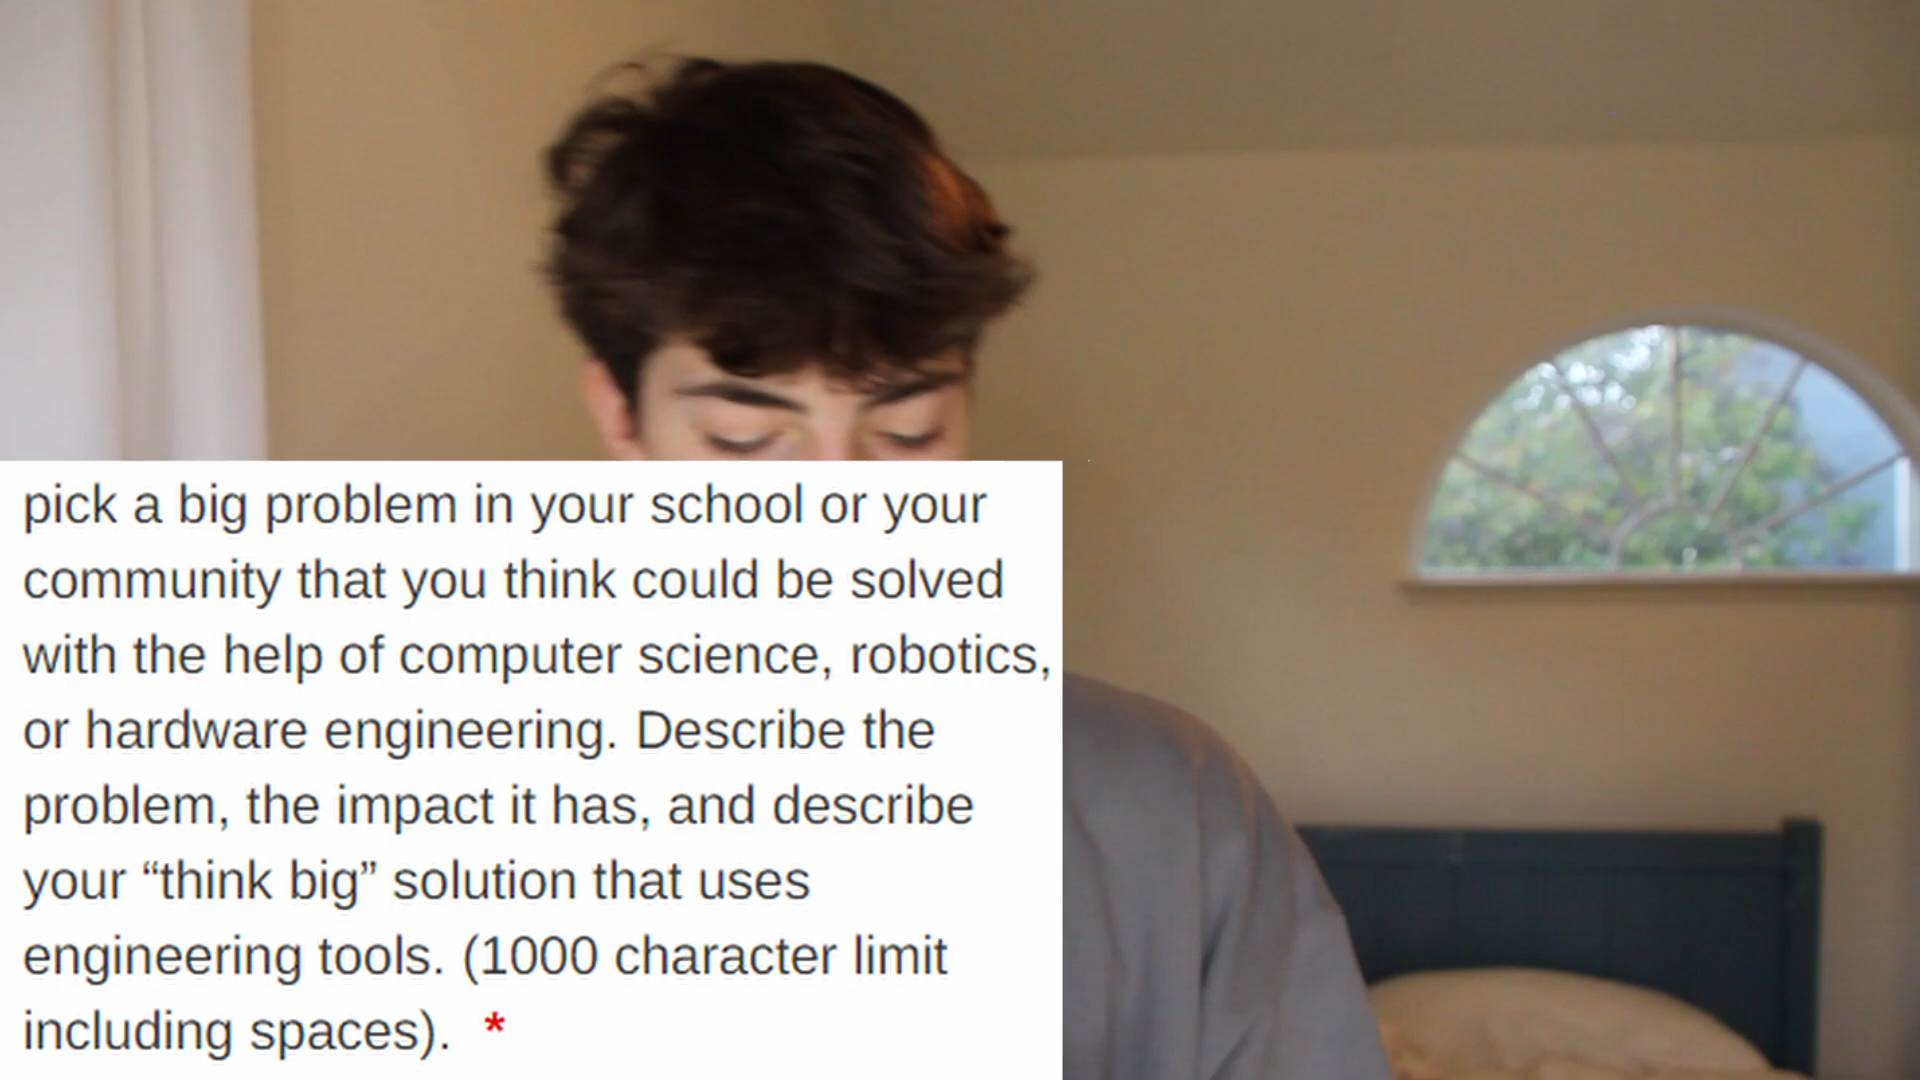 pick a big problem in your school or your
community that you think could be solved
with the help of computer science, robotics,
or hardware engineering. Describe the
problem, the impact it has, and describe
your “think big” solution that uses
engineering tools. (1000 character limit
including spaces). *